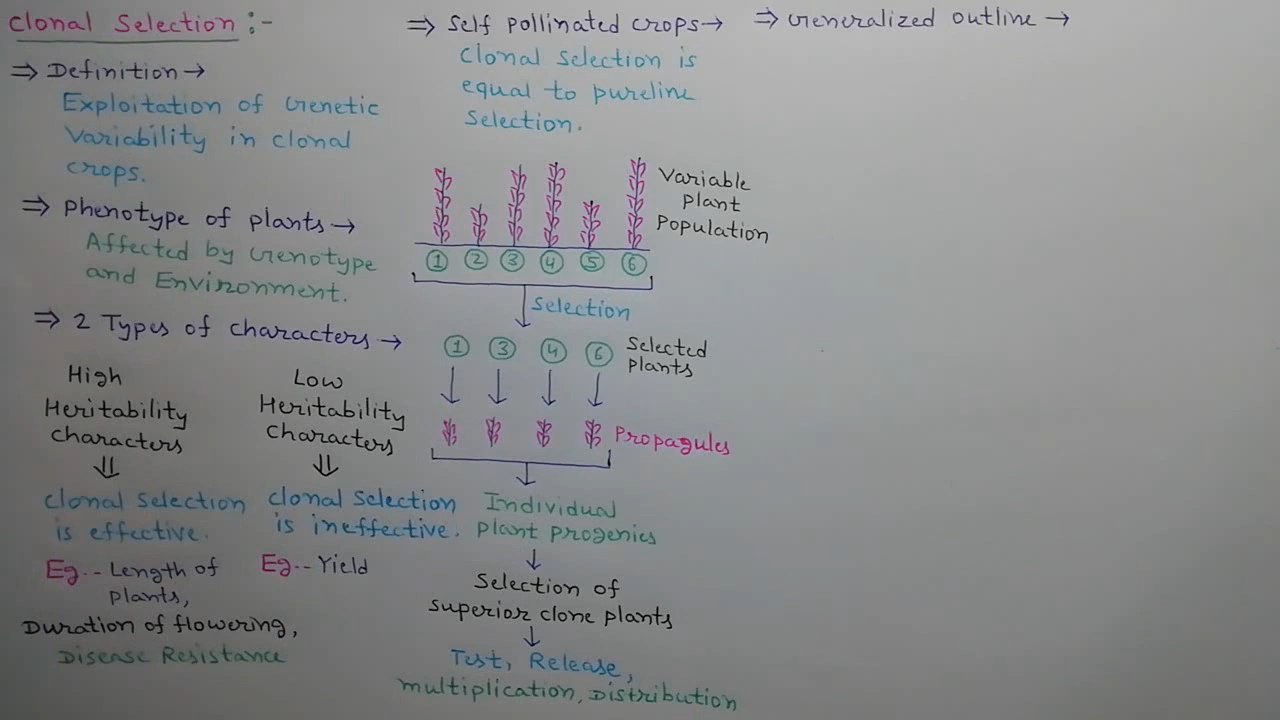 Clonal Selection :-
⇒ Definition →
Exploitation of Genetic
Variability in clonal
crops.
⇒ Phenotype of plants →
Affected by Genotype
and Environment.
⇒ 2 Types of characters →
High
Heritability
characters
⇓
Clonal Selection
is effective.
Eg.- Length of
plants,
Duration of flowering,
Disease Resistance
Low
Heritability
characters
⇓
Clonal Selection
is ineffective.
Eg.- Yield
⇒ Self Pollinated crops →
Clonal Selection is
equal to pureline
Selection.
Variable
plant
Population
1 2 3 4 5 6
Selection
1 3 4 6
Selected
plants
Propagules
Individual
plant progenies
↓
Selection of
superior clone plants
↓
Test, Release,
multiplication, Distribution
⇒ Generalized outline →